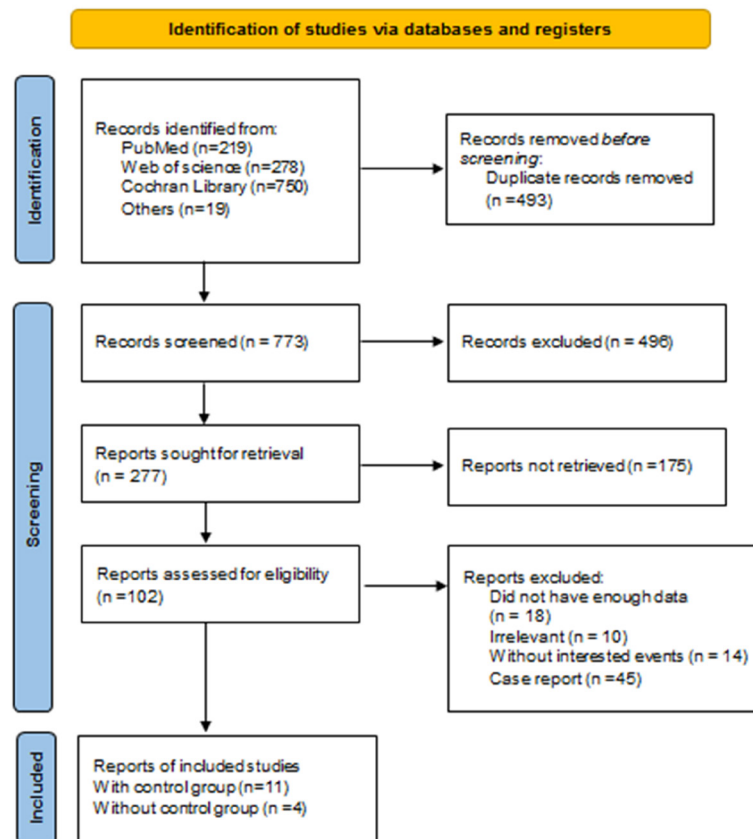 Identification of studies via databases and registers
Identification
Records identified from:
PubMed (n=219)
Web of science (n=278)
Cochran Library (n=750)
Others (n=19)
Records removed before
screening:
Duplicate records removed
(n =493)
Screening
Records screened (n = 773)
Records excluded (n = 496)
Reports sought for retrieval
(n = 277)
Reports not retrieved (n =175)
Reports assessed for eligibility
(n =102)
Reports excluded:
Did not have enough data
(n = 18)
Irrelevant (n = 10)
Without interested events (n = 14)
Case report (n =45)
Included
Reports of included studies
With control group (n=11)
Without control group (n=4)